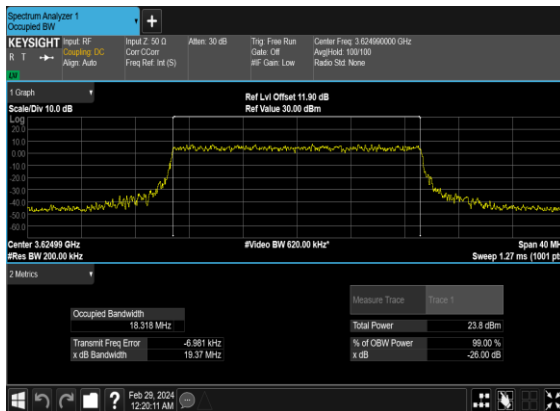 Spectrum Analyzer 1
Occupied BW
+
KEYSIGHT
R T
Input: RF
Coupling: DC
Align: Auto
Input Z: 50 Ω
Corr CCorr
Freq Ref: Int (S)
Atten: 30 dB
Trig: Free Run
Gate: Off
#IF Gain: Low
Center Freq: 3.624990000 GHz
Avg|Hold: 100/100
Radio Std: None
1 Graph
Scale/Div 10.0 dB
Ref Lvl Offset 11.90 dB
Ref Value 30.00 dBm
Log
20.0
10.0
0.00
-10.0
-20.0
-30.0
-40.0
-50.0
-60.0
Center 3.62499 GHz
#Res BW 200.00 kHz
#Video BW 620.00 kHz*
Span 40 MH
Sweep 1.27 ms (1001 pts
2 Metrics
Measure Trace Trace 1
Occupied Bandwidth
18.318 MHz
Total Power 23.8 dBm
Transmit Freq Error -6.981 kHz
% of OBW Power 99.00 %
x dB Bandwidth 19.37 MHz
x dB -26.00 dB
?
Feb 29, 2024
12:20:11 AM